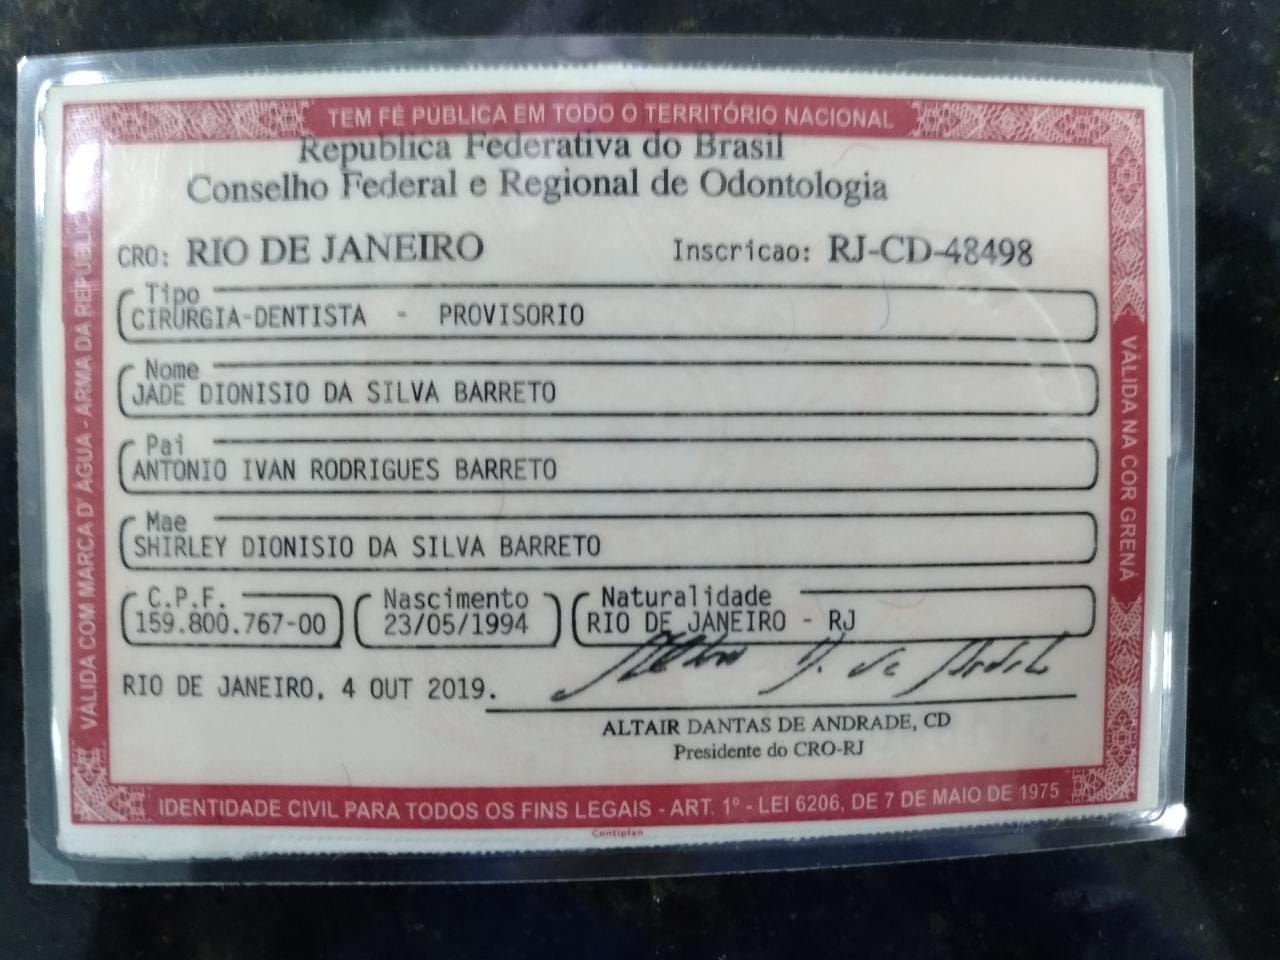 TEM FÉ PÚBLICA EM TODO O TERRITÓRIO NACIONAL
Republica Federativa do Brasil
Conselho Federal e Regional de Odontologia
CRO: RIO DE JANEIRO Inscricao: RJ-CD-48498
Tipo
CIRURGIA-DENTISTA - PROVISORIO
Nome
JADE DIONISIO DA SILVA BARRETO
Pai
ANTONIO IVAN RODRIGUES BARRETO
Mae
SHIRLEY DIONISIO DA SILVA BARRETO
C.P.F. Nascimento Naturalidade
159.800.767-00 23/05/1994 RIO DE JANEIRO - RJ
RIO DE JANEIRO, 4 OUT 2019.
ALTAIR DANTAS DE ANDRADE, CD
Presidente do CRO-RJ
IDENTIDADE CIVIL PARA TODOS OS FINS LEGAIS - ART. 1º - LEI 6206, DE 7 DE MAIO DE 1975
Contiplan
VÁLIDA COM MARCA D' ÁGUA - ARMA DA REPÚBLICA
VÁLIDA NA COR GRENÁ